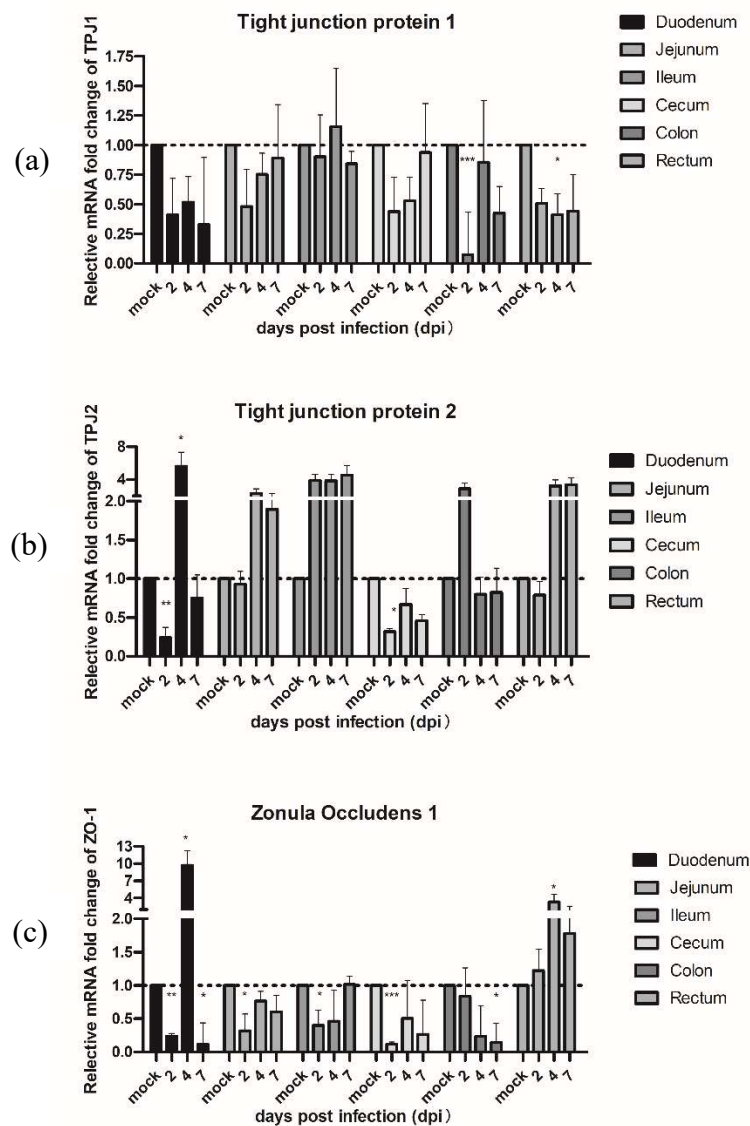 Tight junction protein 1
(a)
Relective mRNA fold change of TPJ1
1.75
1.50
1.25
1.00
0.75
0.50
0.25
0.00
***
*
mock 2 4 7 mock 2 4 7 mock 2 4 7 mock 2 4 7 mock 2 4 7 mock 2 4 7
days post infection (dpi)
Duodenum
Jejunum
Ileum
Cecum
Colon
Rectum
Tight junction protein 2
(b)
Relective mRNA fold change of TPJ2
8
4
2.0
1.0
0.5
0.0
*
**
*
mock 2 4 7 mock 2 4 7 mock 2 4 7 mock 2 4 7 mock 2 4 7 mock 2 4 7
days post infection (dpi)
Duodenum
Jejunum
Ileum
Cecum
Colon
Rectum
Zonula Occludens 1
(c)
Relective mRNA fold change of ZO-1
13
10
7
4
2.0
1.5
1.0
0.5
0.0
*
** * * * *** * *
mock 2 4 7 mock 2 4 7 mock 2 4 7 mock 2 4 7 mock 2 4 7 mock 2 4 7
days post infection (dpi)
Duodenum
Jejunum
Ileum
Cecum
Colon
Rectum